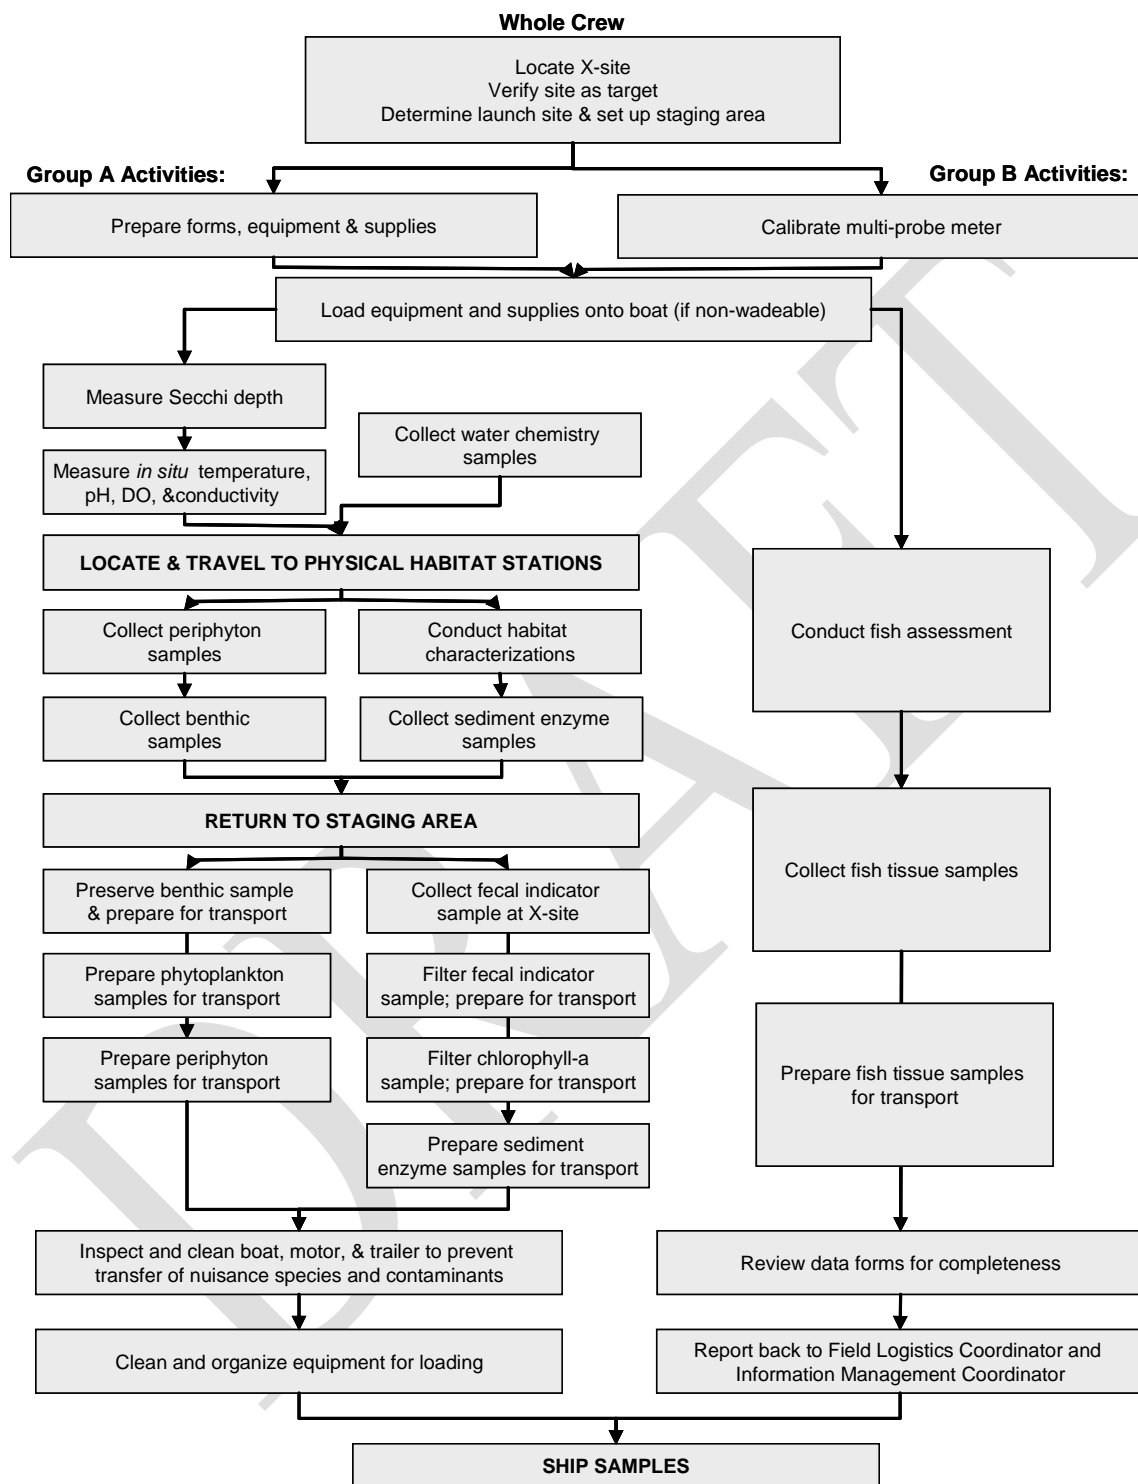 Whole Crew
Locate X-site
Verify site as target
Determine launch site & set up staging area
Group A Activities:
Group B Activities:
Prepare forms, equipment & supplies
Calibrate multi-probe meter
Load equipment and supplies onto boat (if non-wadeable)
Measure Secchi depth
Collect water chemistry
samples
Measure in situ temperature,
pH, DO, &conductivity
LOCATE & TRAVEL TO PHYSICAL HABITAT STATIONS
Collect periphyton
samples
Conduct habitat
characterizations
Conduct fish assessment
Collect benthic
samples
Collect sediment enzyme
samples
RETURN TO STAGING AREA
Preserve benthic sample
& prepare for transport
Collect fecal indicator
sample at X-site
Collect fish tissue samples
Prepare phytoplankton
samples for transport
Filter fecal indicator
sample; prepare for transport
Prepare periphyton
samples for transport
Filter chlorophyll-a
sample; prepare for transport
Prepare fish tissue samples
for transport
Prepare sediment
enzyme samples for transport
Inspect and clean boat, motor, & trailer to prevent
transfer of nuisance species and contaminants
Review data forms for completeness
Clean and organize equipment for loading
Report back to Field Logistics Coordinator and
Information Management Coordinator
SHIP SAMPLES
DRAFT